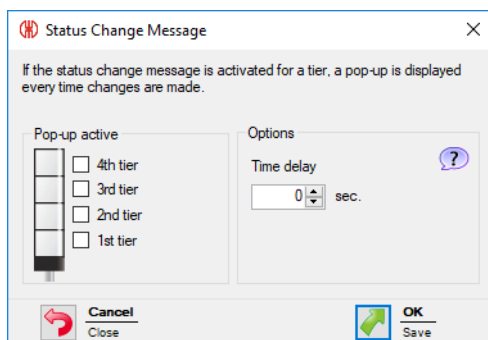 Status Change Message
If the status change message is activated for a tier, a pop-up is displayed
every time changes are made.
Pop-up active
4th tier
3rd tier
2nd tier
1st tier
Options
Time delay
?
0 sec.
Cancel
Close
OK
Save